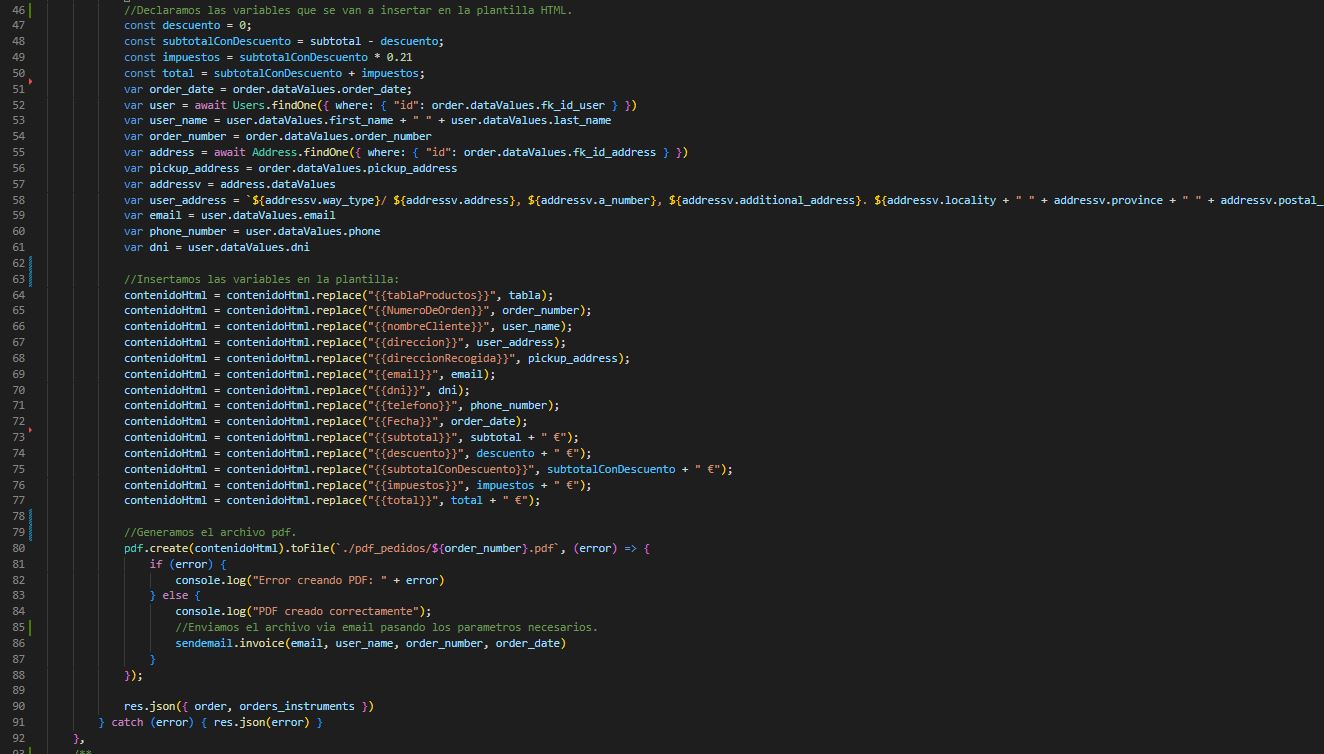 46 //Declaramos las variables que se van a insertar en la plantilla HTML.
47 const descuento = 0;
48 const subtotalConDescuento = subtotal - descuento;
49 const impuestos = subtotalConDescuento * 0.21
50 const total = subtotalConDescuento + impuestos;
51 var order_date = order.dataValues.order_date;
52 var user = await Users.findOne({ where: { "id": order.dataValues.fk_id_user } })
53 var user_name = user.dataValues.first_name + " " + user.dataValues.last_name
54 var order_number = order.dataValues.order_number
55 var address = await Address.findOne({ where: { "id": order.dataValues.fk_id_address } })
56 var pickup_address = order.dataValues.pickup_address
57 var addressv = address.dataValues
58 var user_address = `${addressv.way_type}/ ${addressv.address}, ${addressv.a_number}, ${addressv.additional_address}. ${addressv.locality + " " + addressv.province + " " + addressv.postal_
59 var email = user.dataValues.email
60 var phone_number = user.dataValues.phone
61 var dni = user.dataValues.dni
62
63 //Insertamos las variables en la plantilla:
64 contenidoHtml = contenidoHtml.replace("{{tablaProductos}}", tabla);
65 contenidoHtml = contenidoHtml.replace("{{NumeroDeOrden}}", order_number);
66 contenidoHtml = contenidoHtml.replace("{{nombreCliente}}", user_name);
67 contenidoHtml = contenidoHtml.replace("{{direccion}}", user_address);
68 contenidoHtml = contenidoHtml.replace("{{direccionRecogida}}", pickup_address);
69 contenidoHtml = contenidoHtml.replace("{{email}}", email);
70 contenidoHtml = contenidoHtml.replace("{{dni}}", dni);
71 contenidoHtml = contenidoHtml.replace("{{telefono}}", phone_number);
72 contenidoHtml = contenidoHtml.replace("{{Fecha}}", order_date);
73 contenidoHtml = contenidoHtml.replace("{{subtotal}}", subtotal + " €");
74 contenidoHtml = contenidoHtml.replace("{{descuento}}", descuento + " €");
75 contenidoHtml = contenidoHtml.replace("{{subtotalConDescuento}}", subtotalConDescuento + " €");
76 contenidoHtml = contenidoHtml.replace("{{impuestos}}", impuestos + " €");
77 contenidoHtml = contenidoHtml.replace("{{total}}", total + " €");
78
79 //Generamos el archivo pdf.
80 pdf.create(contenidoHtml).toFile(`./pdf_pedidos/${order_number}.pdf`, (error) => {
81 if (error) {
82 console.log("Error creando PDF: " + error)
83 } else {
84 console.log("PDF creado correctamente");
85 //Enviamos el archivo via email pasando los parametros necesarios.
86 sendemail.invoice(email, user_name, order_number, order_date)
87 }
88 });
89
90 res.json({ order, orders_instruments })
91 } catch (error) { res.json(error) }
92 },
93 /**